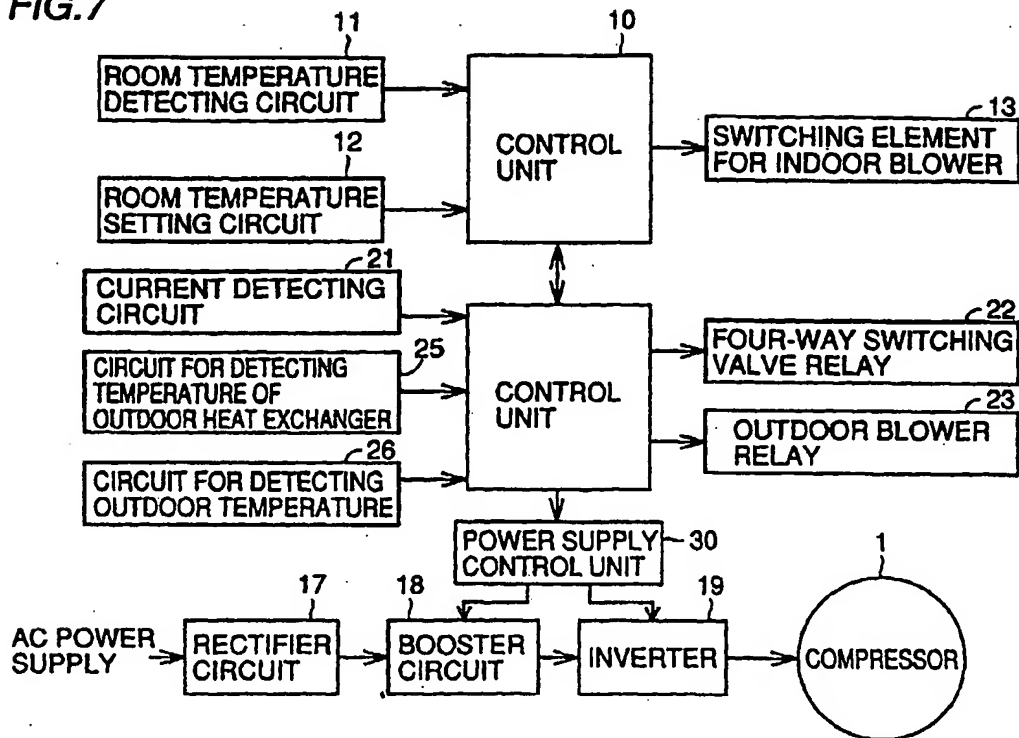 FIG.7
11
10
ROOM TEMPERATURE
DETECTING CIRCUIT
12
ROOM TEMPERATURE
SETTING CIRCUIT
CONTROL
UNIT
13
SWITCHING ELEMENT
FOR INDOOR BLOWER
21
CURRENT DETECTING
CIRCUIT
25
CIRCUIT FOR DETECTING
TEMPERATURE OF
OUTDOOR HEAT EXCHANGER
26
CIRCUIT FOR DETECTING
OUTDOOR TEMPERATURE
CONTROL
UNIT
22
FOUR-WAY SWITCHING
VALVE RELAY
23
OUTDOOR BLOWER
RELAY
POWER SUPPLY
CONTROL UNIT
30
17
18
19
1
AC POWER
SUPPLY
RECTIFIER
CIRCUIT
BOOSTER
CIRCUIT
INVERTER
COMPRESSOR